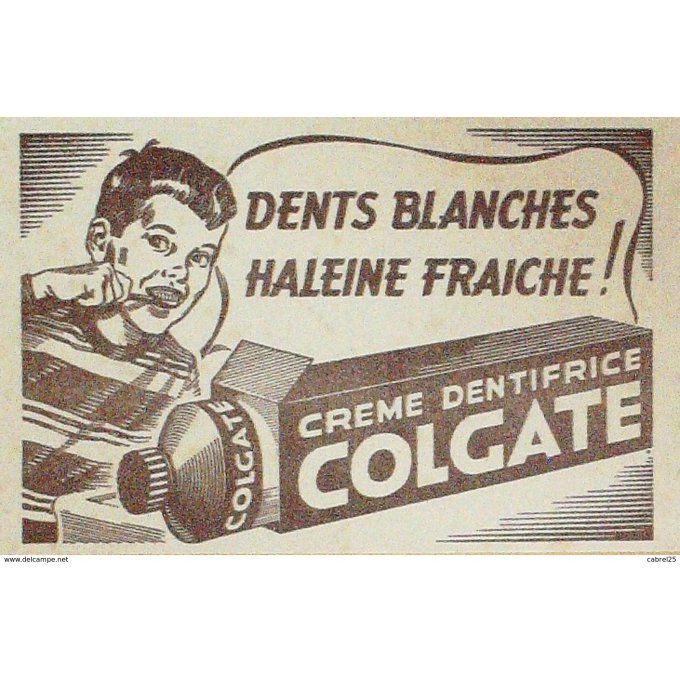 DENTS BLANCHES
HALEINE FRAICHE!
CREME DENTIFRICE
COLGATE
COLGATE
www.delcampe.net
cabrel25